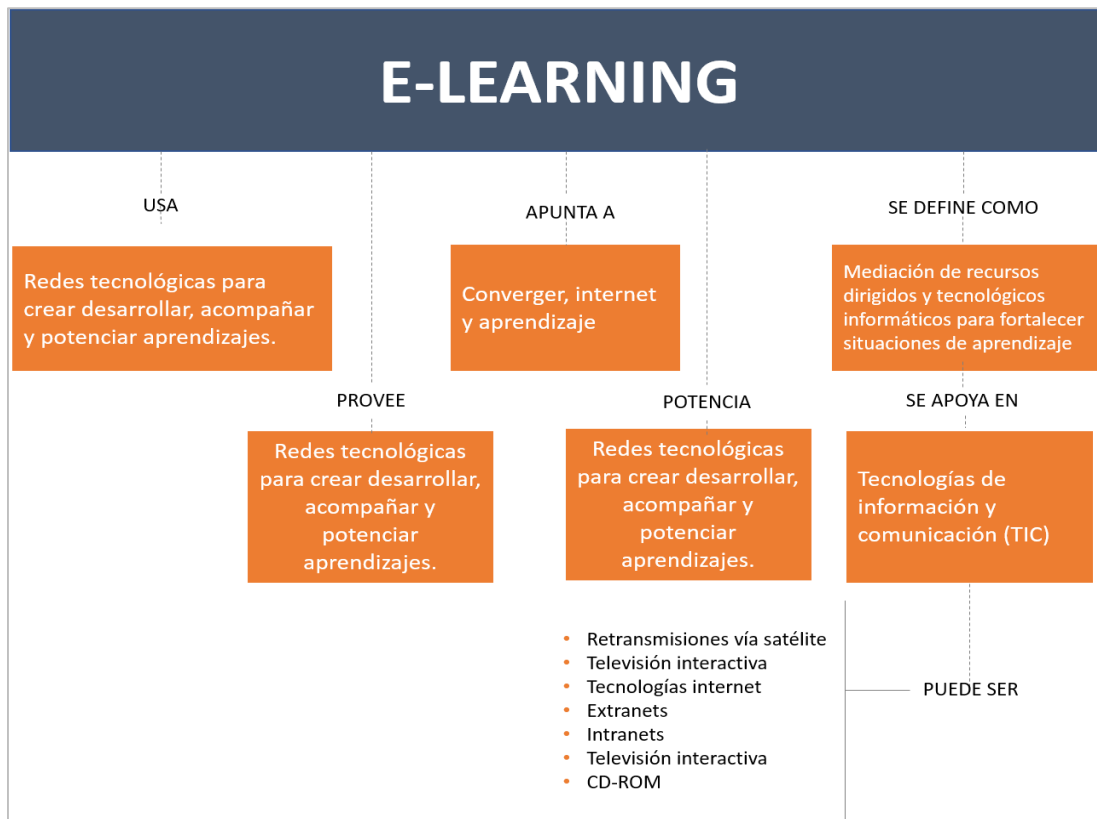 E-LEARNING
USA
Redes tecnológicas para
crear desarrollar, acompañar
y potenciar aprendizajes.
APUNTA A
Converger, internet
y aprendizaje
SE DEFINE COMO
Mediación de recursos
dirigidos y tecnológicos
informáticos para fortalecer
situaciones de aprendizaje
PROVEE
Redes tecnológicas
para crear desarrollar,
acompañar y
potenciar
aprendizajes.
POTENCIA
Redes tecnológicas
para crear desarrollar,
acompañar y
potenciar
aprendizajes.
SE APOYA EN
Tecnologías de
información y
comunicación (TIC)
PUEDE SER
• Retransmisiones vía satélite
• Televisión interactiva
• Tecnologías internet
• Extranets
• Intranets
• Televisión interactiva
• CD-ROM